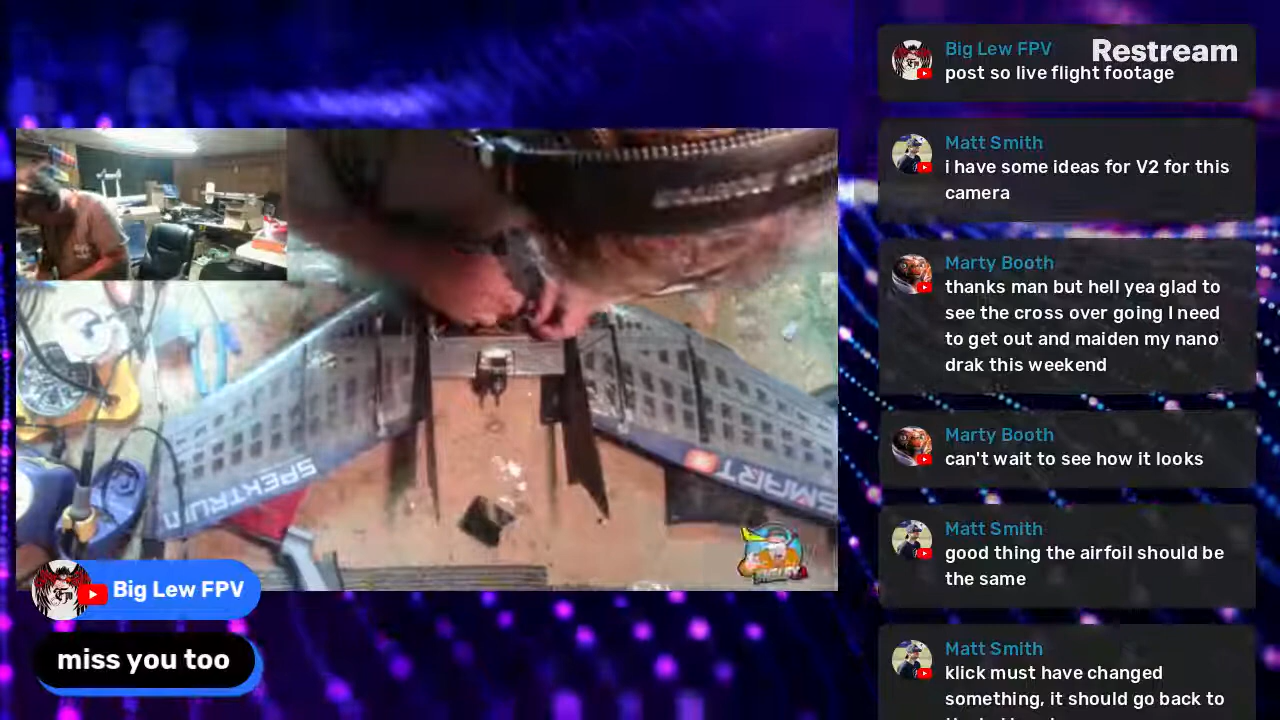 Restream
Big Lew FPV
post so live flight footage
Matt Smith
i have some ideas for V2 for this
camera
Marty Booth
thanks man but hell yea glad to
see the cross over going I need
to get out and maiden my nano
drak this weekend
Marty Booth
can't wait to see how it looks
Matt Smith
good thing the airfoil should be
the same
Matt Smith
klick must have changed
something, it should go back to
SPEKTRUM
SMART
Big Lew FPV
miss you too